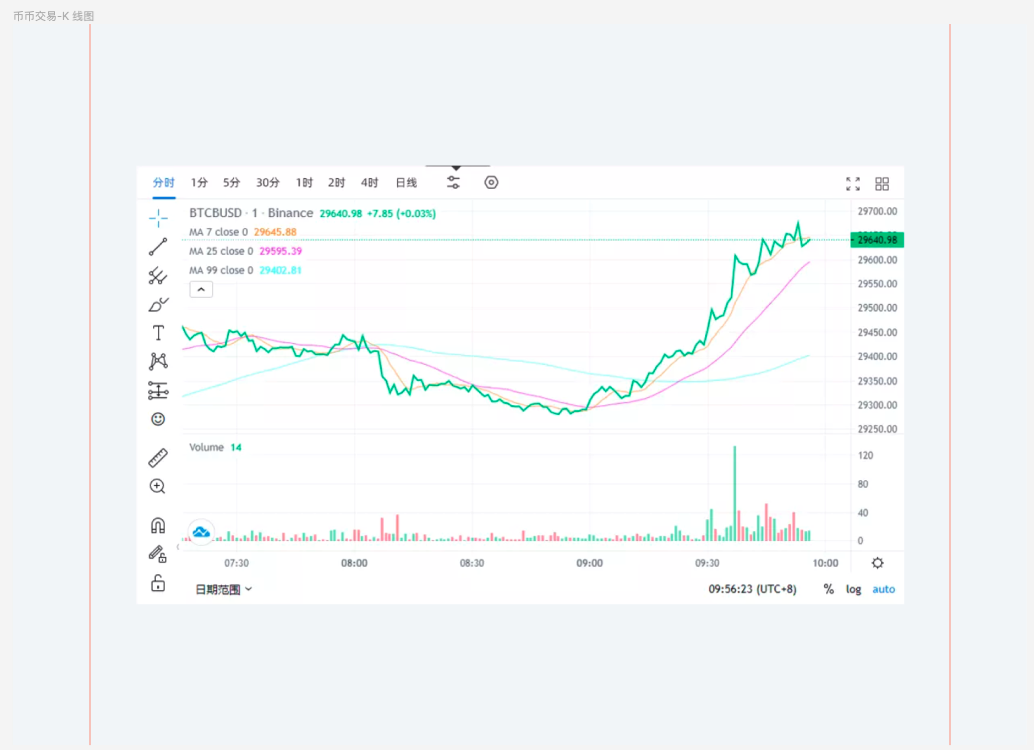 币币交易-K 线图
分时 1分 5分 30分 1时 2时 4时 日线
BTCBUSD · 1 · Binance 29640.98 +7.85 (+0.03%)
MA 7 close 0 29645.88
MA 25 close 0 29595.39
MA 99 close 0 29402.81
29700.00
29640.98
29600.00
29550.00
29500.00
29450.00
29400.00
29350.00
29300.00
29250.00
Volume 14
120
80
40
0
07:30 08:00 08:30 09:00 09:30 10:00
日期范围 09:56:23 (UTC+8) % log auto